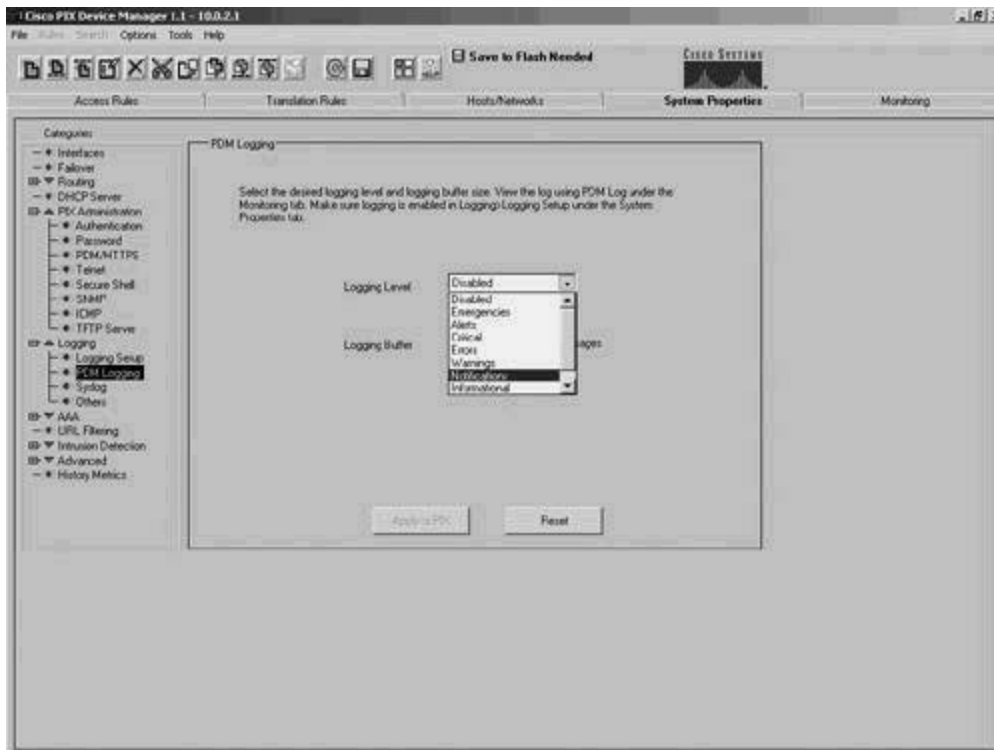 Cisco PIX Device Manager 1.1 - 10.0.2.1
File Rules Search Options Tools Help
Save to Flash Needed
CISCO SYSTEMS
Access Rules
Translation Rules
Hosts/Networks
System Properties
Monitoring
Categories
Interfaces
Failover
Routing
DHCP Server
PIX Administration
Authentication
Password
PDM/HTTPS
Telnet
Secure Shell
SNMP
ICMP
TFTP Server
Logging
Logging Setup
PDM Logging
Syslog
Others
AAA
URL Filtering
Intrusion Detection
Advanced
History Metrics
PDM Logging
Select the desired logging level and logging buffer size. View the log using PDM Log under the
Monitoring tab. Make sure logging is enabled in Logging>Logging Setup under the System
Properties tab.
Logging Level
Disabled
Disabled
Emergencies
Alerts
Critical
Errors
Warnings
Notifications
Informational
Logging Buffer
ages
Apply to PIX
Reset